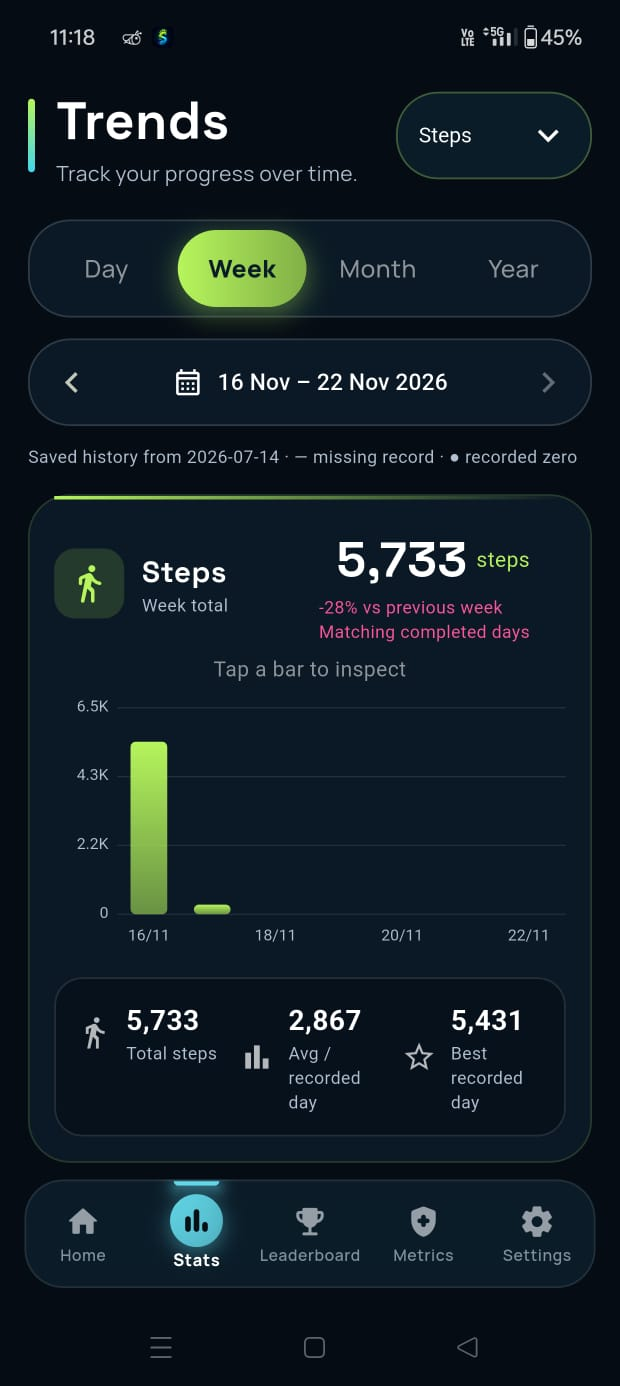 11:18
Vo LTE 5G 45%
Trends
Track your progress over time.
Steps
Day Week Month Year
16 Nov – 22 Nov 2026
Saved history from 2026-07-14 · — missing record · ● recorded zero
Steps
Week total
5,733 steps
-28% vs previous week
Matching completed days
Tap a bar to inspect
6.5K
4.3K
2.2K
0
16/11 18/11 20/11 22/11
5,733
Total steps
2,867
Avg /
recorded
day
5,431
Best
recorded
day
Home Stats Leaderboard Metrics Settings